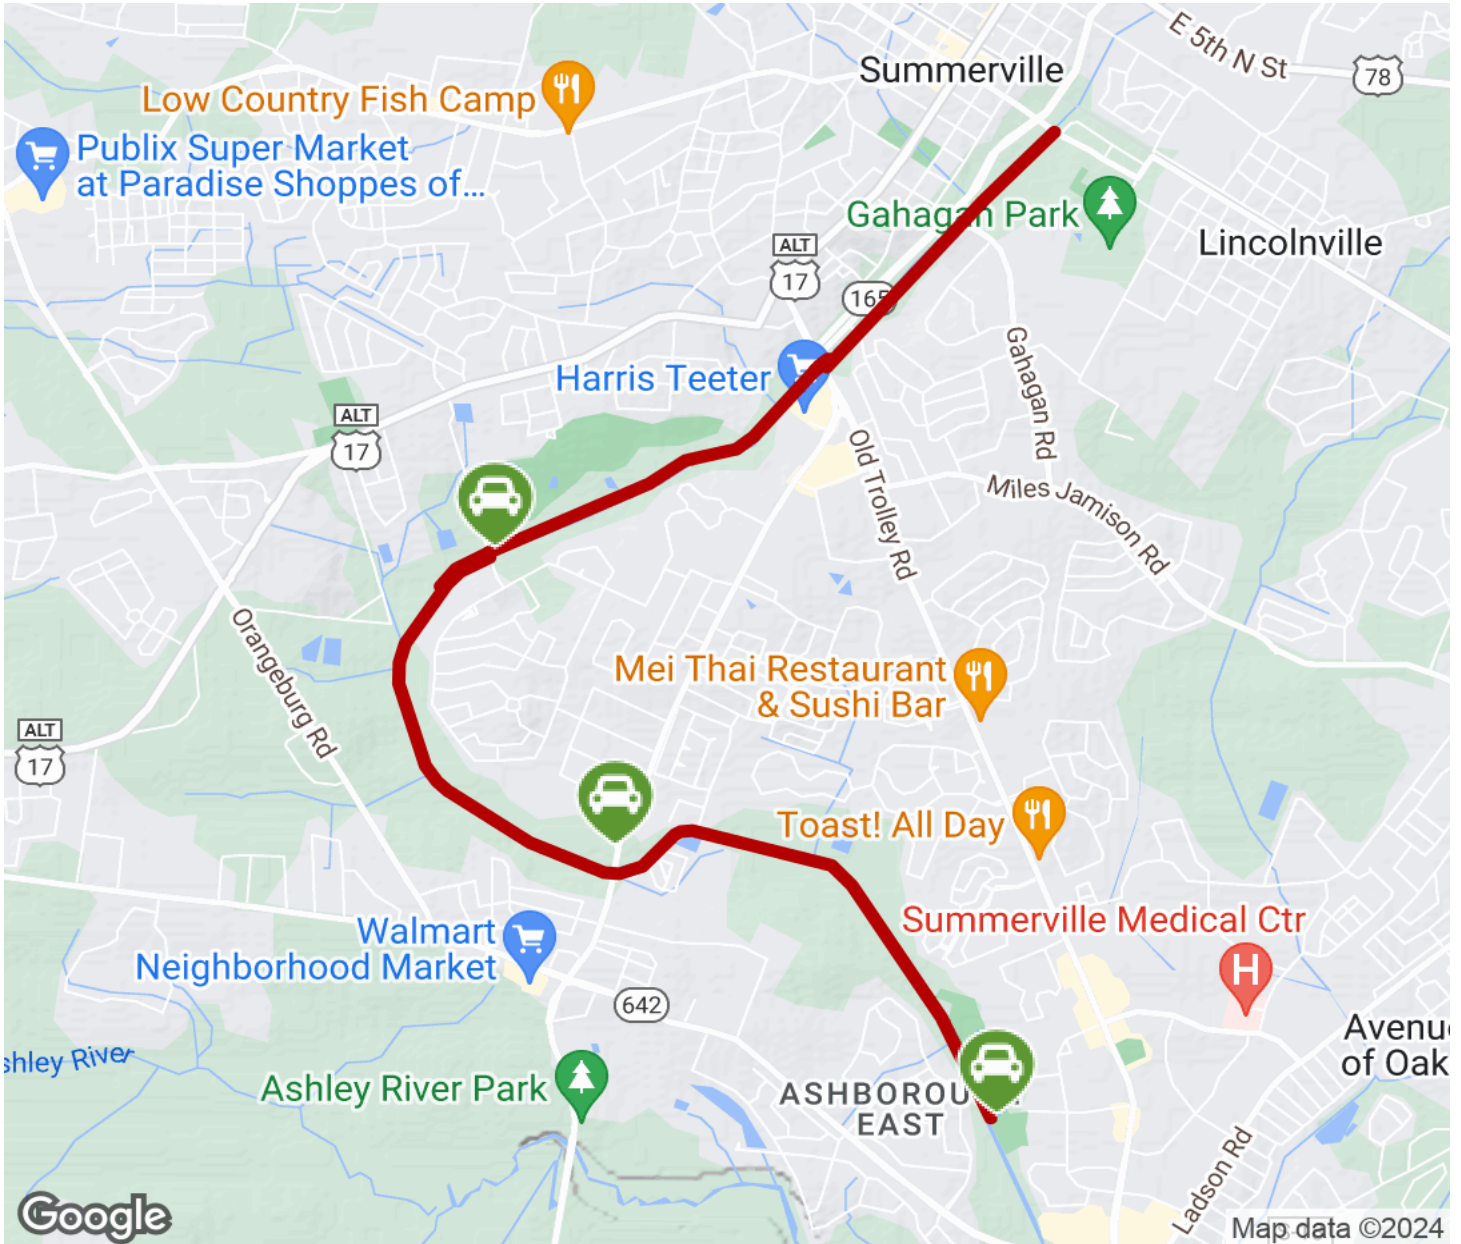 E 5th N St
78
Summerville
Low Country Fish Camp
Publix Super Market
at Paradise Shoppes of...
Gahagan Park
Lincolnville
ALT
17
165
Gahagan Rd
Harris Teeter
ALT
17
Old Trolley Rd
Miles Jamison Rd
Orangeburg Rd
Mei Thai Restaurant
& Sushi Bar
ALT
17
Toast! All Day
Summerville Medical Ctr
H
Walmart
Neighborhood Market
642
Avenu
of Oak
shley River
Ashley River Park
ASHBOROU
EAST
Ladson Rd
Google
Map data ©2024